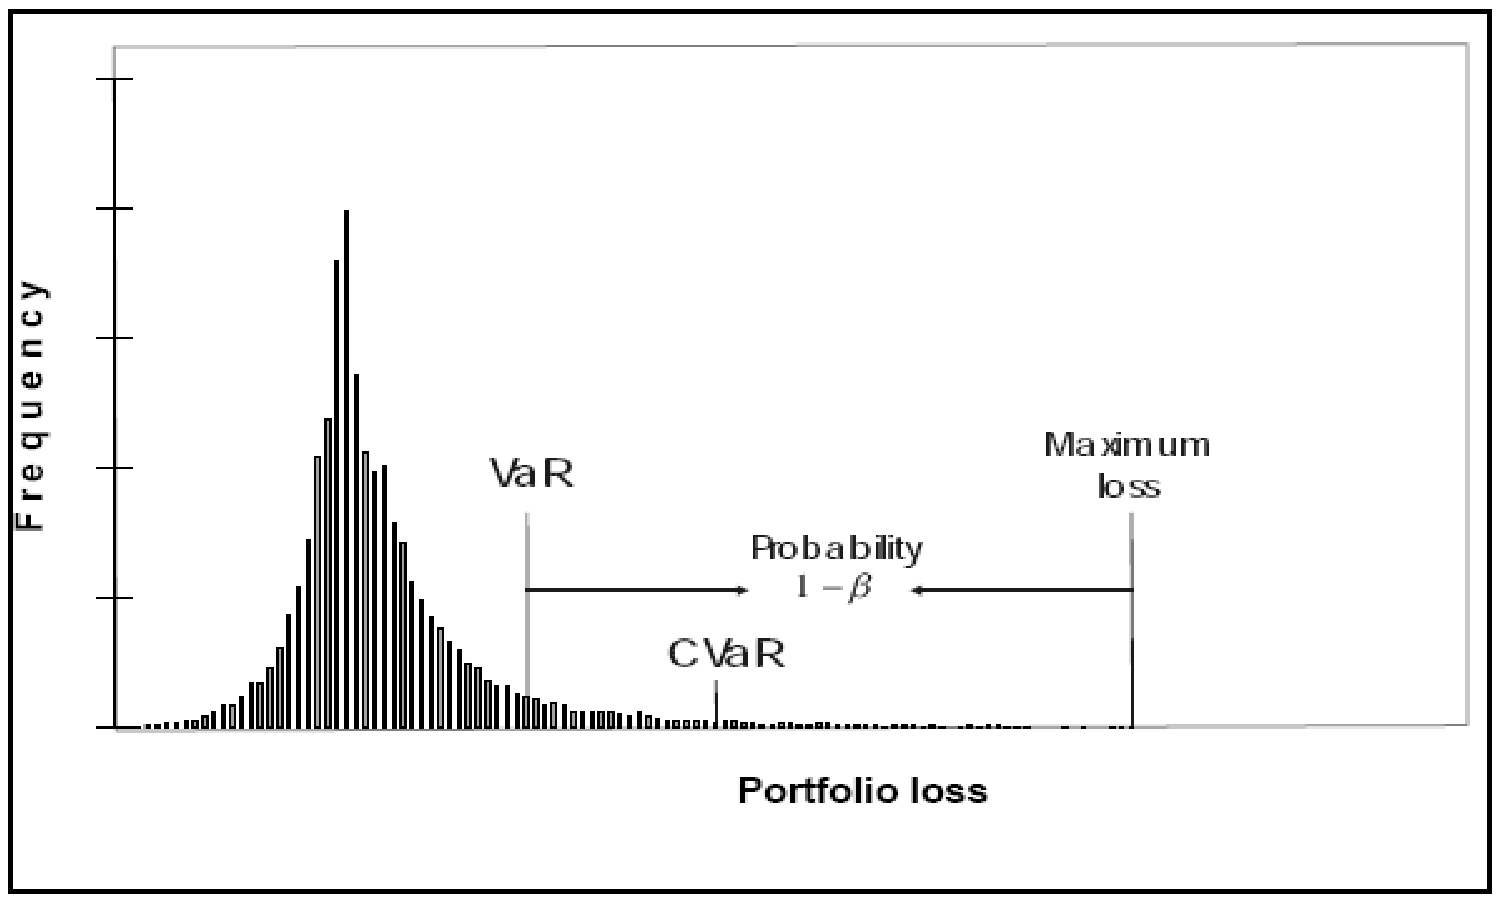 Frequency
VaR
Maximum
loss
Probability
1 – β
CVaR
Portfolio loss